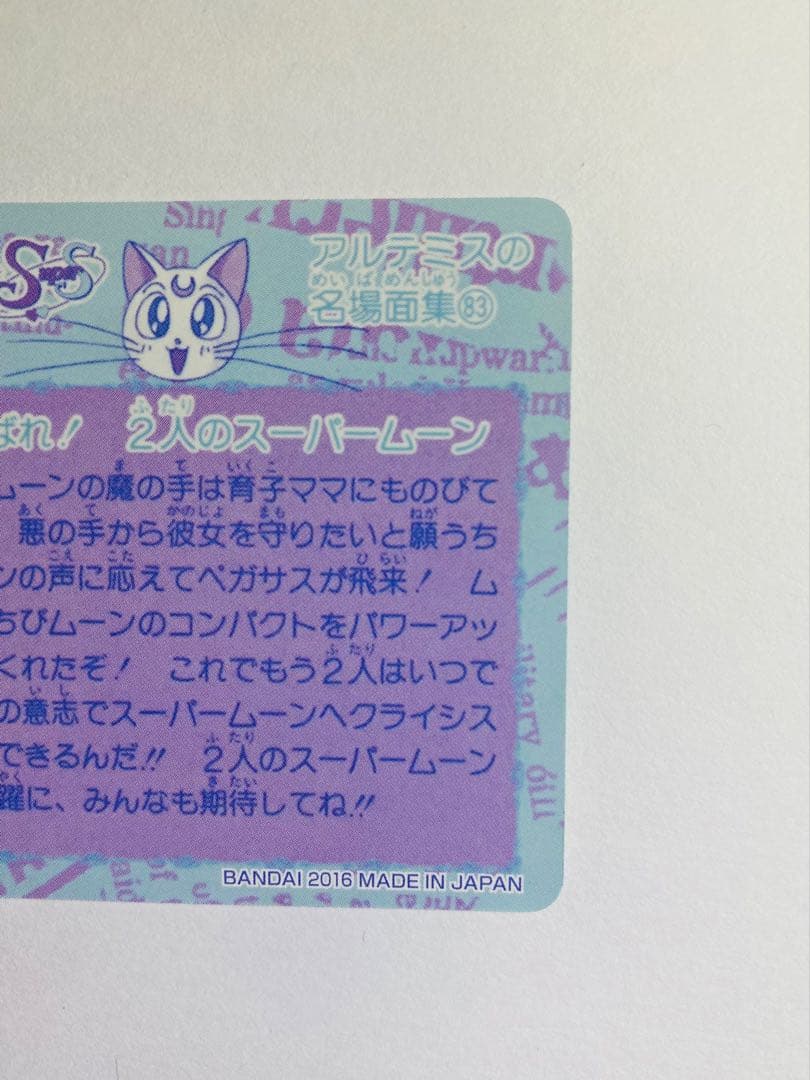 アルテミスの
名場面集83
ばれ! 2人のスーパームーン
ムーンの魔の手は育子ママにものびて
悪の手から彼女を守りたいと願うち
ンの声に応えてペガサスが飛来! ム
ちびムーンのコンパクトをパワーアッ
くれたぞ! これでもう2人はいつで
の意志でスーパームーンへクライシス
できるんだ!! 2人のスーパームーン
躍に、みんなも期待してね!!
BANDAI 2016 MADE IN JAPAN